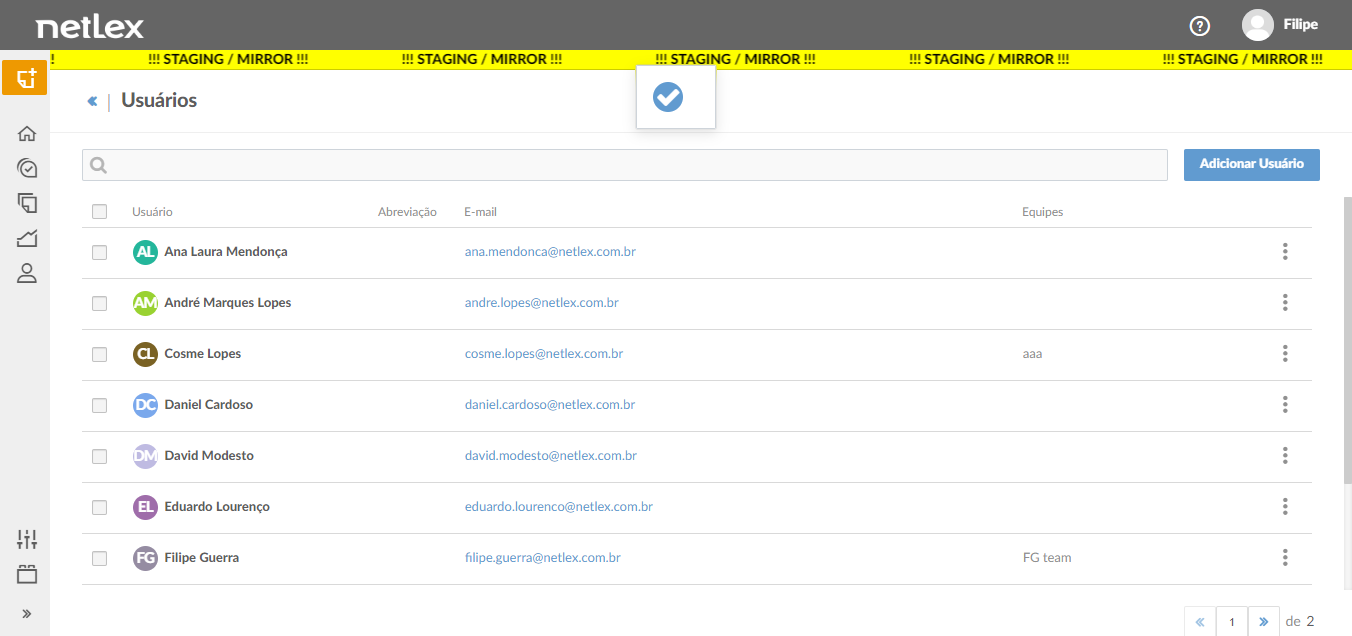 netlex
? Filipe
! !!! STAGING / MIRROR !!! !!! STAGING / MIRROR !!! !!! STAGING / MIRROR !!! !!! STAGING / MIRROR !!! !!! STAGING / MIRROR !!!
« | Usuários
Adicionar Usuário
Usuário Abreviação E-mail Equipes
AL Ana Laura Mendonça ana.mendonca@netlex.com.br
AM André Marques Lopes andre.lopes@netlex.com.br
CL Cosme Lopes cosme.lopes@netlex.com.br aaa
DC Daniel Cardoso daniel.cardoso@netlex.com.br
DM David Modesto david.modesto@netlex.com.br
EL Eduardo Lourenço eduardo.lourenco@netlex.com.br
FG Filipe Guerra filipe.guerra@netlex.com.br FG team
« 1 » de 2
»